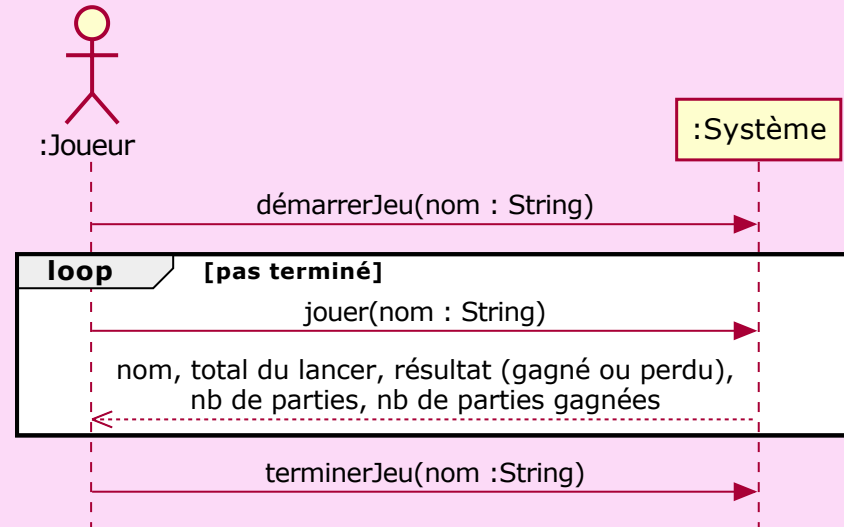 :Joueur
:Système
démarrerJeu(nom : String)
loop [pas terminé]
jouer(nom : String)
nom, total du lancer, résultat (gagné ou perdu),
nb de parties, nb de parties gagnées
terminerJeu(nom :String)